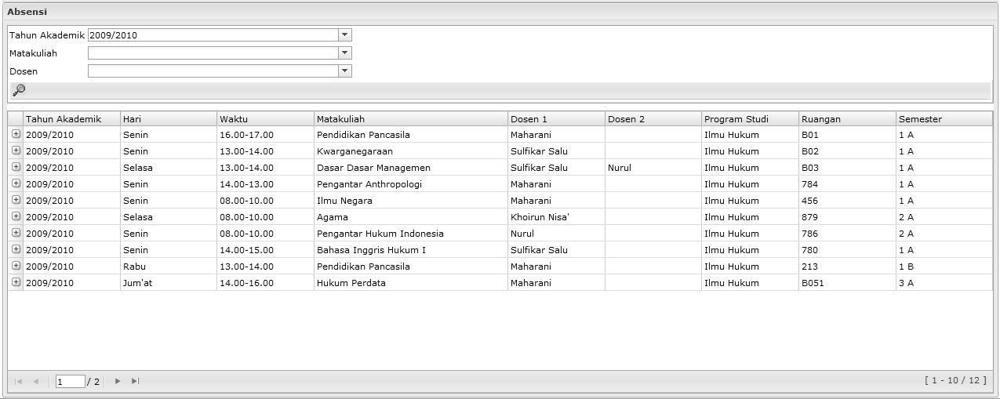 Absensi
Tahun Akademik 2009/2010
Matakuliah
Dosen
Tahun Akademik Hari Waktu Matakuliah Dosen 1 Dosen 2 Program Studi Ruangan Semester
2009/2010 Senin 16.00-17.00 Pendidikan Pancasila Maharani Ilmu Hukum B01 1 A
2009/2010 Senin 13.00-14.00 Kwarganegaraan Sulfikar Salu Ilmu Hukum B02 1 A
2009/2010 Selasa 13.00-14.00 Dasar Dasar Managemen Sulfikar Salu Nurul Ilmu Hukum B03 1 A
2009/2010 Senin 14.00-13.00 Pengantar Anthropologi Maharani Ilmu Hukum 784 1 A
2009/2010 Senin 08.00-10.00 Ilmu Negara Maharani Ilmu Hukum 456 1 A
2009/2010 Selasa 08.00-10.00 Agama Khoirun Nisa' Ilmu Hukum 879 2 A
2009/2010 Senin 08.00-10.00 Pengantar Hukum Indonesia Nurul Ilmu Hukum 786 2 A
2009/2010 Senin 14.00-15.00 Bahasa Inggris Hukum I Sulfikar Salu Ilmu Hukum 780 1 A
2009/2010 Rabu 13.00-14.00 Pendidikan Pancasila Maharani Ilmu Hukum 213 1 B
2009/2010 Jum'at 14.00-16.00 Hukum Perdata Maharani Ilmu Hukum B051 3 A
1 / 2 [ 1 - 10 / 12 ]